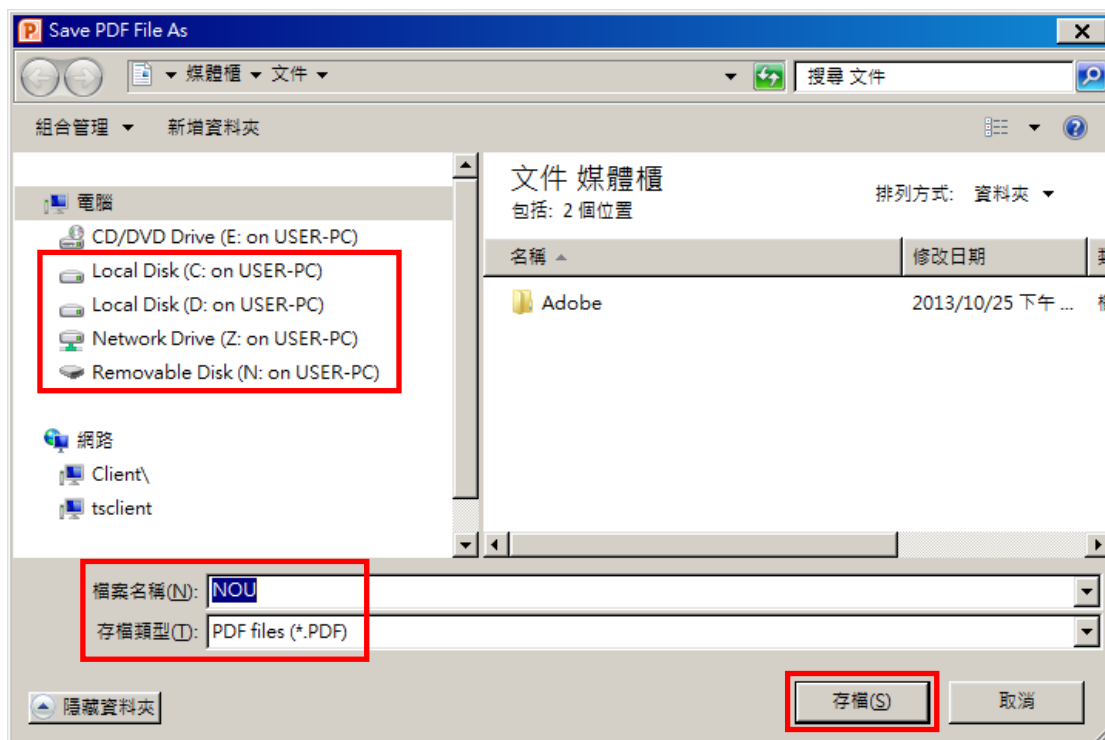 Save PDF File As
媒體櫃 文件
搜尋 文件
組合管理 新增資料夾
電腦
CD/DVD Drive (E: on USER-PC)
Local Disk (C: on USER-PC)
Local Disk (D: on USER-PC)
Network Drive (Z: on USER-PC)
Removable Disk (N: on USER-PC)
網路
Client\
tsclient
文件 媒體櫃
包括: 2 個位置
排列方式: 資料夾
名稱 修改日期
Adobe 2013/10/25 下午 ...
檔案名稱(N): NOU
存檔類型(T): PDF files (*.PDF)
隱藏資料夾
存檔(S)
取消